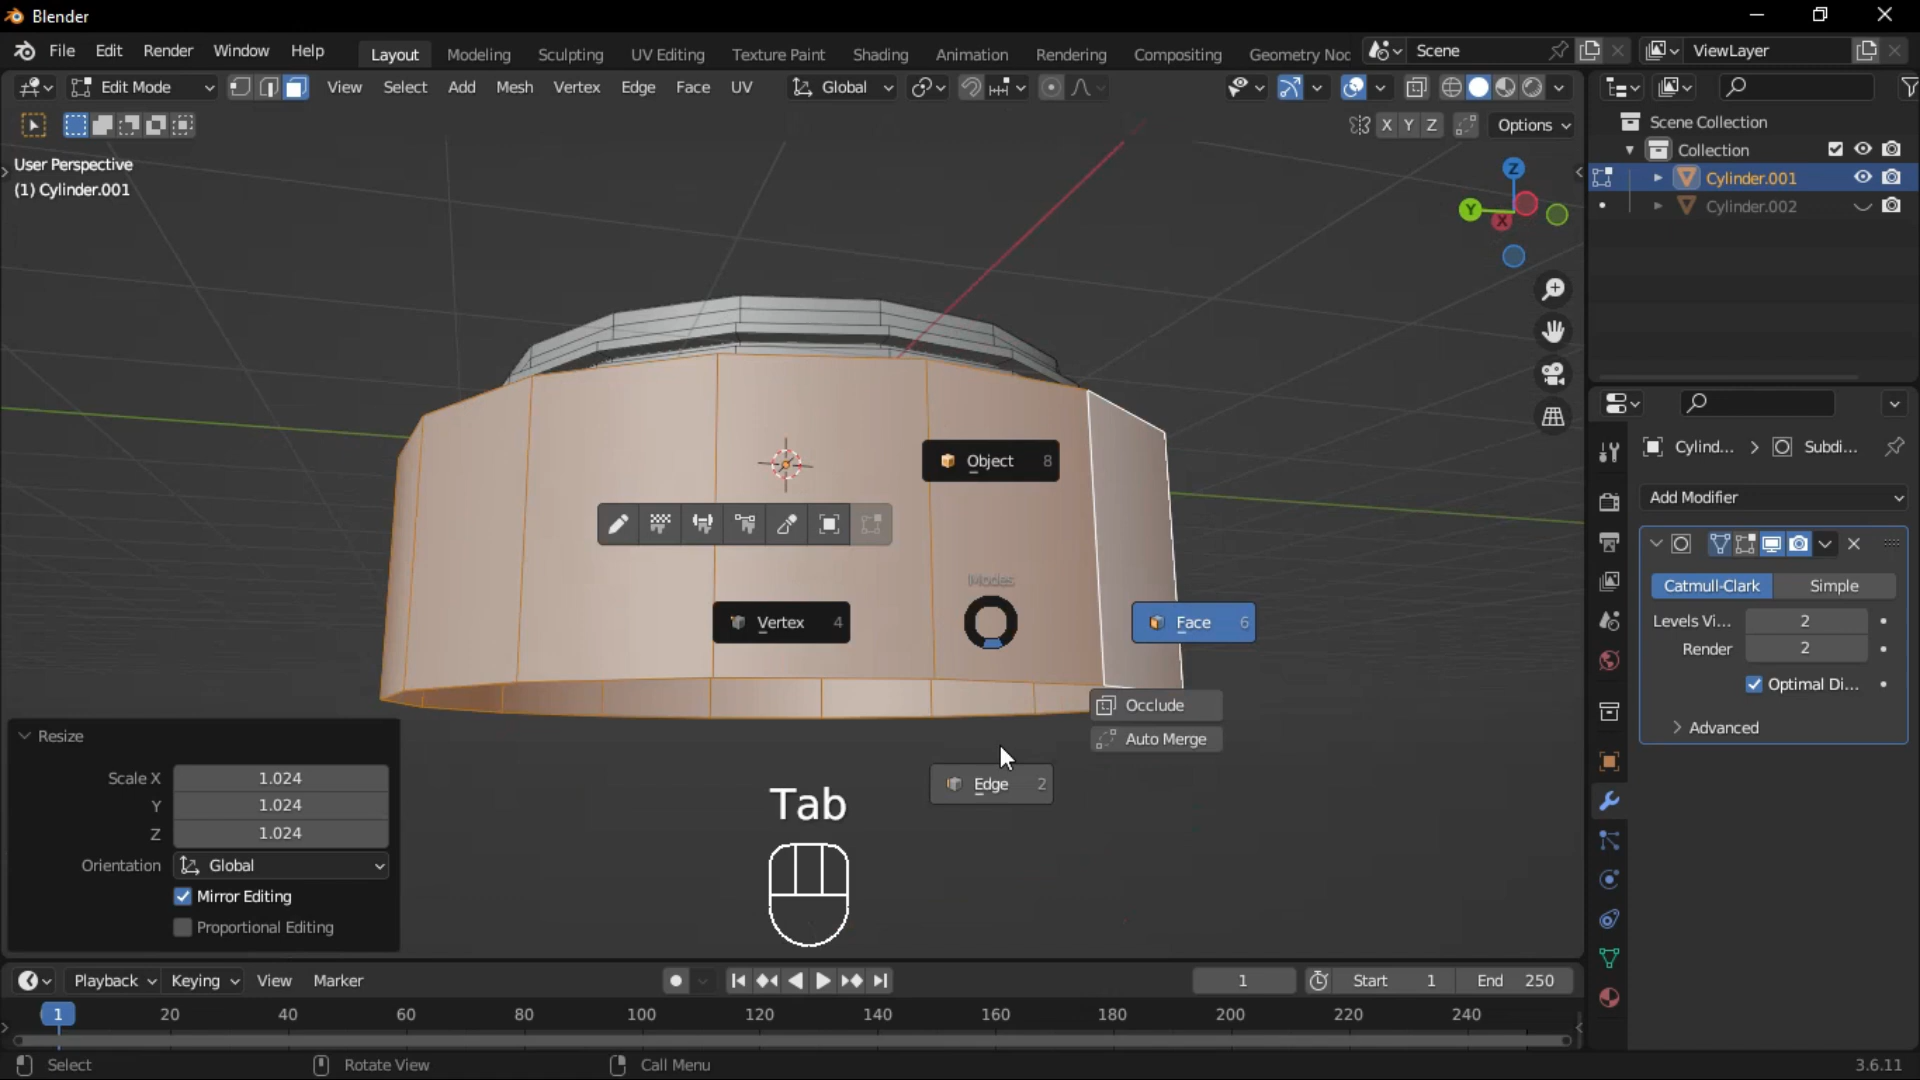 Blender
File Edit Render Window Help Layout Modeling Sculpting UV Editing Texture Paint Shading Animation Rendering Compositing Geometry Noc Scene ViewLayer
Edit Mode View Select Add Mesh Vertex Edge Face UV Global
X Y Z Options
Scene Collection
Collection
Cylinder.001
Cylinder.002
User Perspective
(1) Cylinder.001
Z
Y
X
Object 8
Modes
Vertex 4
Face 6
Occlude
Auto Merge
Edge 2
Tab
Resize
Scale X 1.024
Y 1.024
Z 1.024
Orientation Global
Mirror Editing
Proportional Editing
Cylind... > Subdi...
Add Modifier
Catmull-Clark Simple
Levels Vi... 2
Render 2
Optimal Di...
Advanced
Playback Keying View Marker 1 Start 1 End 250
1 20 40 60 80 100 120 140 160 180 200 220 240
Select Rotate View Call Menu 3.6.11